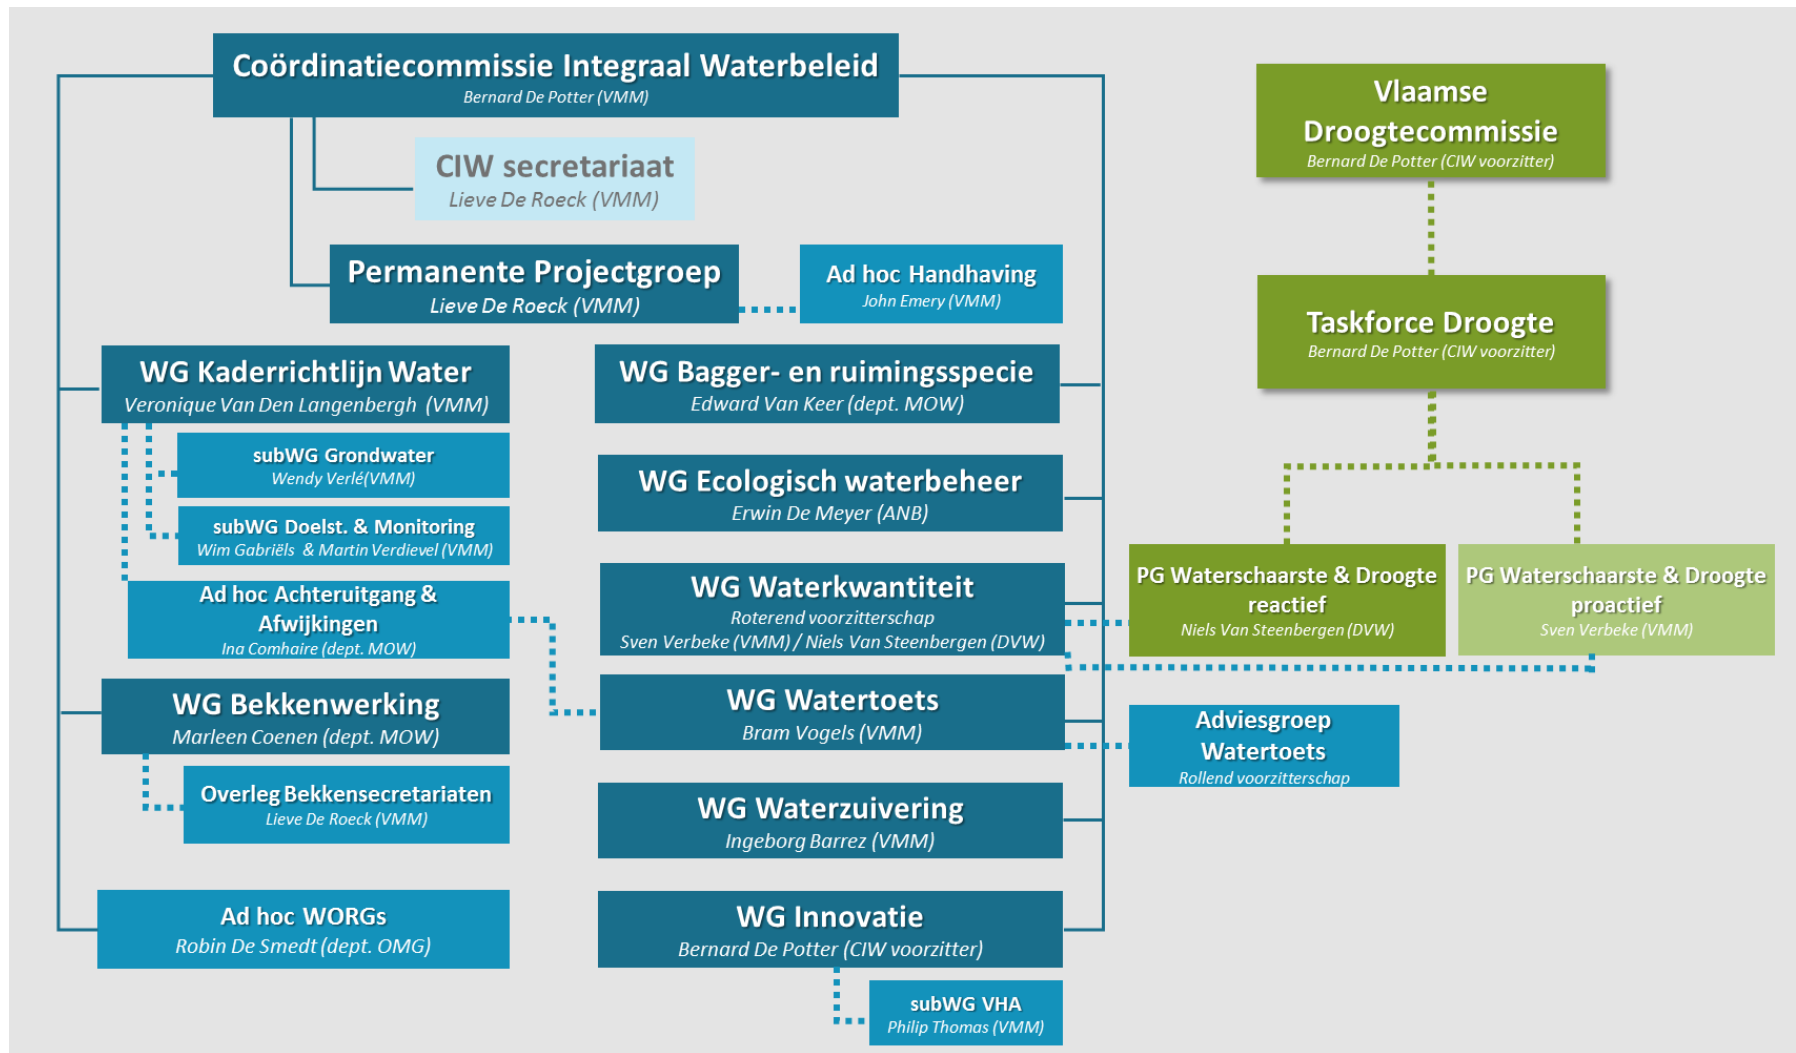 Coördinatiecommissie Integraal Waterbeleid
Bernard De Potter (VMM)
CIW secretariaat
Lieve De Roeck (VMM)
Permanente Projectgroep
Lieve De Roeck (VMM)
Ad hoc Handhaving
John Emery (VMM)
WG Kaderrichtlijn Water
Veronique Van Den Langenbergh (VMM)
subWG Grondwater
Wendy Verlé(VMM)
subWG Doelst. & Monitoring
Wim Gabriëls & Martin Verdievel (VMM)
Ad hoc Achteruitgang &
Afwijkingen
Ina Comhaire (dept. MOW)
WG Bekkenwerking
Marleen Coenen (dept. MOW)
Overleg Bekkensecretariaten
Lieve De Roeck (VMM)
Ad hoc WORGs
Robin De Smedt (dept. OMG)
WG Bagger- en ruimingsspecie
Edward Van Keer (dept. MOW)
WG Ecologisch waterbeheer
Erwin De Meyer (ANB)
WG Waterkwantiteit
Roterend voorzitterschap
Sven Verbeke (VMM) / Niels Van Steenbergen (DVW)
WG Watertoets
Bram Vogels (VMM)
WG Waterzuivering
Ingeborg Barrez (VMM)
WG Innovatie
Bernard De Potter (CIW voorzitter)
subWG VHA
Philip Thomas (VMM)
Vlaamse
Droogtecommissie
Bernard De Potter (CIW voorzitter)
Taskforce Droogte
Bernard De Potter (CIW voorzitter)
PG Waterschaarste & Droogte
reactief
Niels Van Steenbergen (DVW)
PG Waterschaarste & Droogte
proactief
Sven Verbeke (VMM)
Adviesgroep
Watertoets
Rollend voorzitterschap